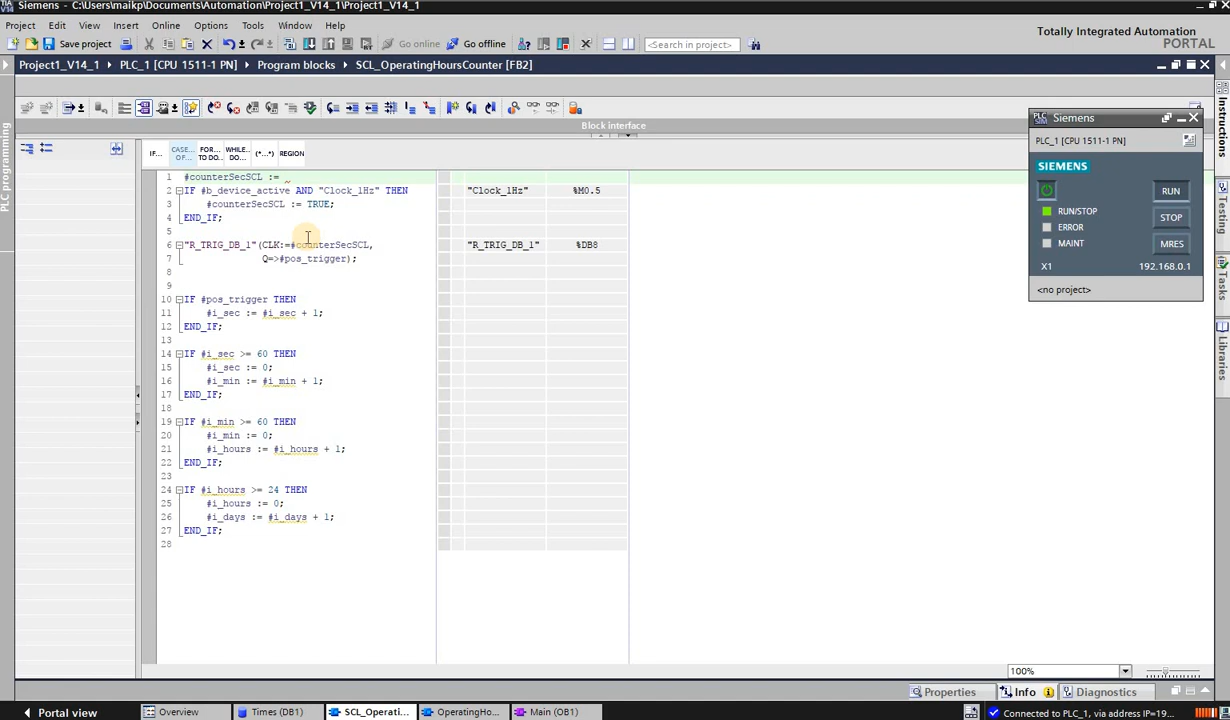 Siemens - C:\Users\maikp\Documents\Automation\Project1_V14_1\Project1_V14_1
TIA V14
Project Edit View Insert Online Options Tools Window Help
Save project Go online Go offline <Search in project>
Totally Integrated Automation
PORTAL
Project1_V14_1 PLC_1 [CPU 1511-1 PN] Program blocks SCL_OperatingHoursCounter [FB2]
Block interface
PLC programming
IF... CASE... OF... FOR... TO DO... WHILE... DO... (*...*) REGION
1 #counterSecSCL := _
2 IF #b_device_active AND "Clock_1Hz" THEN "Clock_1Hz" %M0.5
3 #counterSecSCL := TRUE;
4 END_IF;
5
6 "R_TRIG_DB_1"(CLK:=#counterSecSCL, "R_TRIG_DB_1" %DB8
7 Q=>#pos_trigger);
8
9
10 IF #pos_trigger THEN
11 #i_sec := #i_sec + 1;
12 END_IF;
13
14 IF #i_sec >= 60 THEN
15 #i_sec := 0;
16 #i_min := #i_min + 1;
17 END_IF;
18
19 IF #i_min >= 60 THEN
20 #i_min := 0;
21 #i_hours := #i_hours + 1;
22 END_IF;
23
24 IF #i_hours >= 24 THEN
25 #i_hours := 0;
26 #i_days := #i_days + 1;
27 END_IF;
28
PLC SIM Siemens
PLC_1 [CPU 1511-1 PN]
SIEMENS
RUN
RUN/STOP
STOP
ERROR
MAINT MRES
X1 192.168.0.1
<no project>
Instructions
Testing
Tasks
Libraries
100%
Properties Info Diagnostics
Portal view Overview Times (DB1) SCL_Operati... OperatingHo... Main (OB1) Connected to PLC_1, via address IP=19...